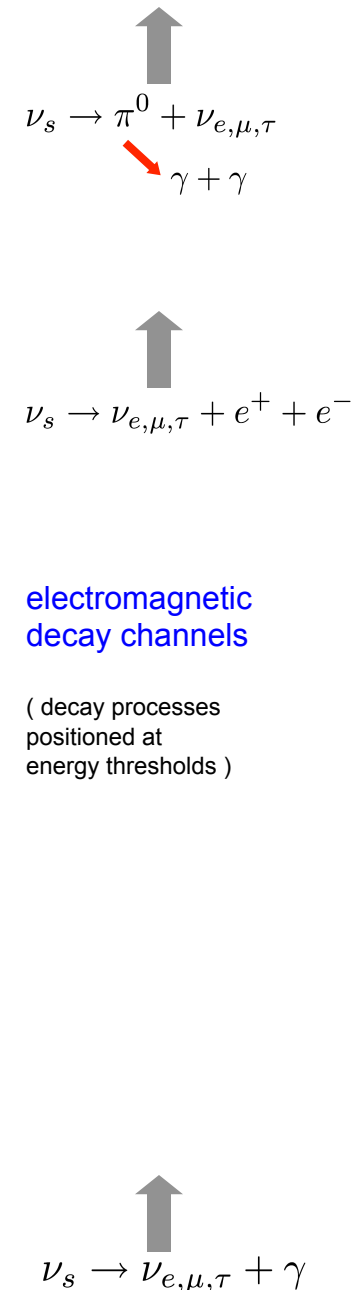 ν_s → π^0 + ν_{e,μ,τ}
γ + γ
ν_s → ν_{e,μ,τ} + e^+ + e^−
electromagnetic
decay channels
( decay processes
positioned at
energy thresholds )
ν_s → ν_{e,μ,τ} + γ